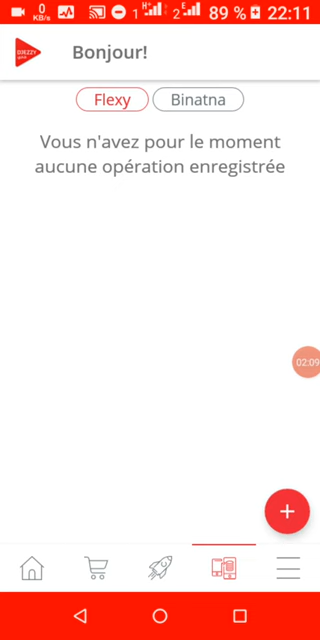 0
KB/s
1
H+
2
E
89 %
22:11
DJEZZY
Bonjour!
Flexy
Binatna
Vous n'avez pour le moment
aucune opération enregistrée
02:09
+